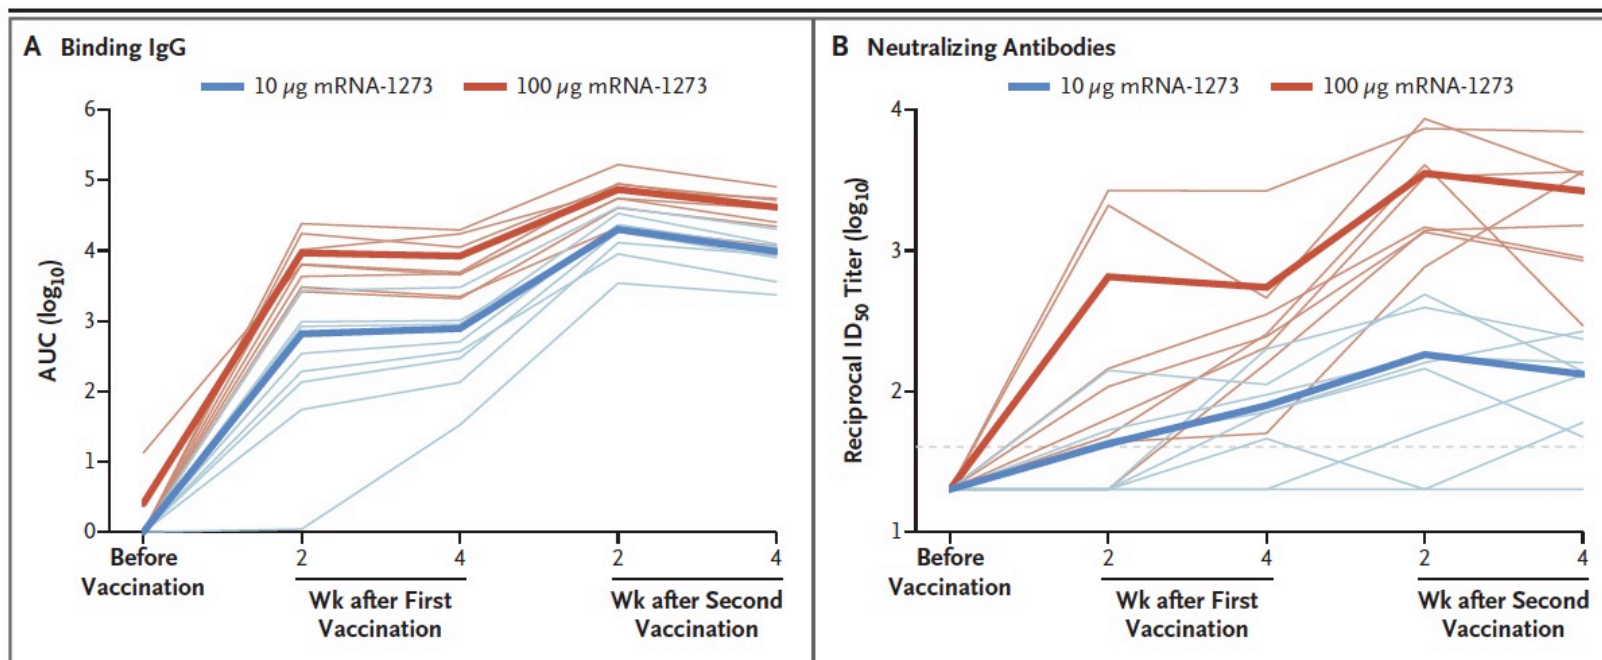 A Binding IgG
10 µg mRNA-1273 100 µg mRNA-1273
AUC (log10)
6
5
4
3
2
1
0
Before
Vaccination
2 4 2 4
Wk after First
Vaccination
Wk after Second
Vaccination
B Neutralizing Antibodies
10 µg mRNA-1273 100 µg mRNA-1273
Reciprocal ID50 Titer (log10)
4
3
2
1
Before
Vaccination
2 4 2 4
Wk after First
Vaccination
Wk after Second
Vaccination